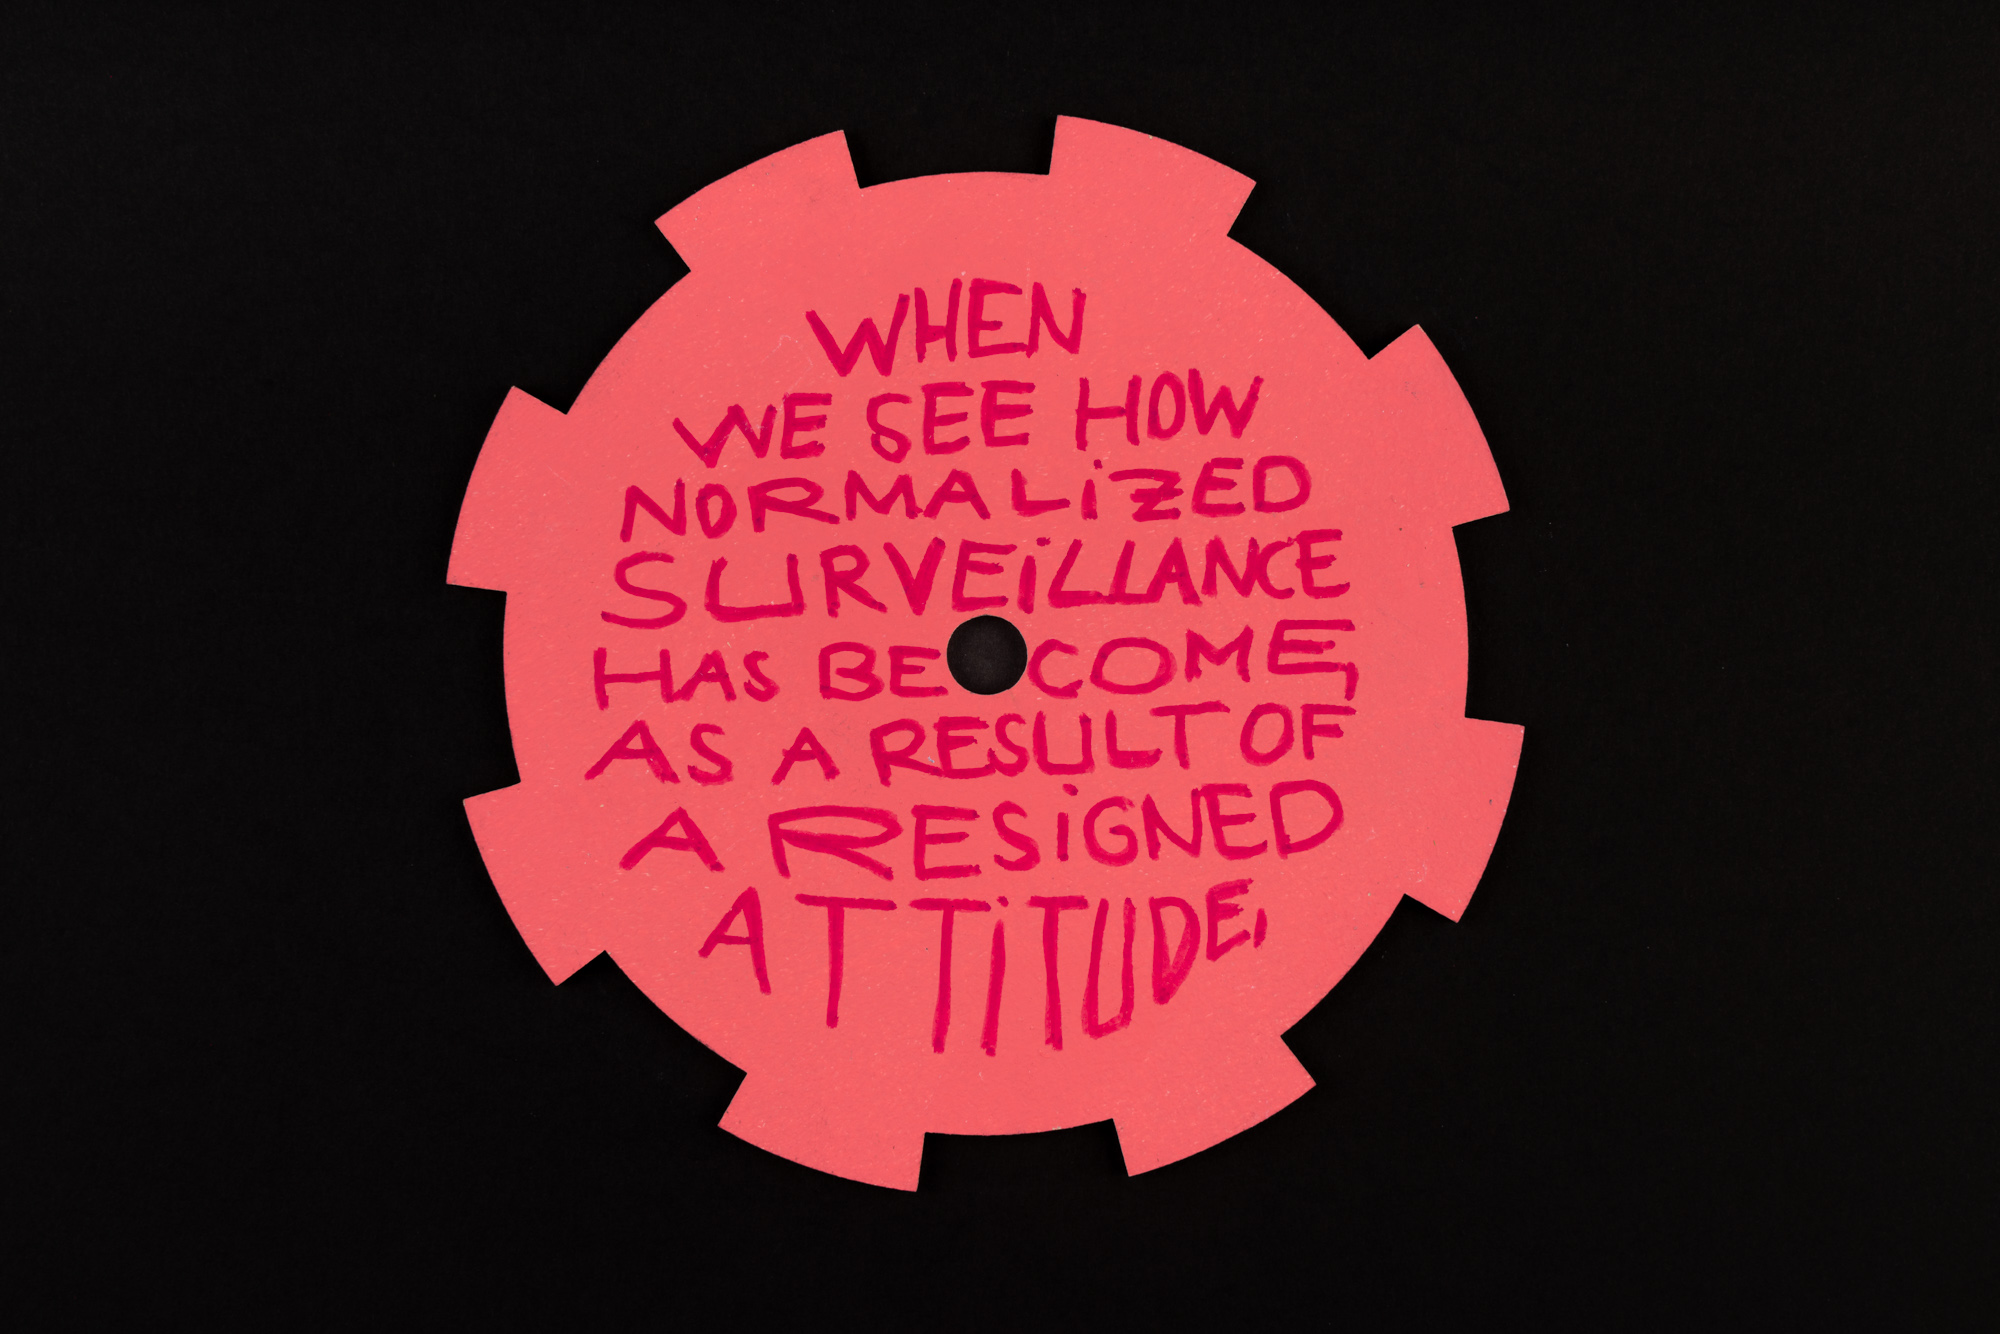 WHEN
WE SEE HOW
NORMALiZED
SURVEiLLANCE
HAS BECOME,
AS A RESULT OF
A RESiGNED
ATTiTUDE,